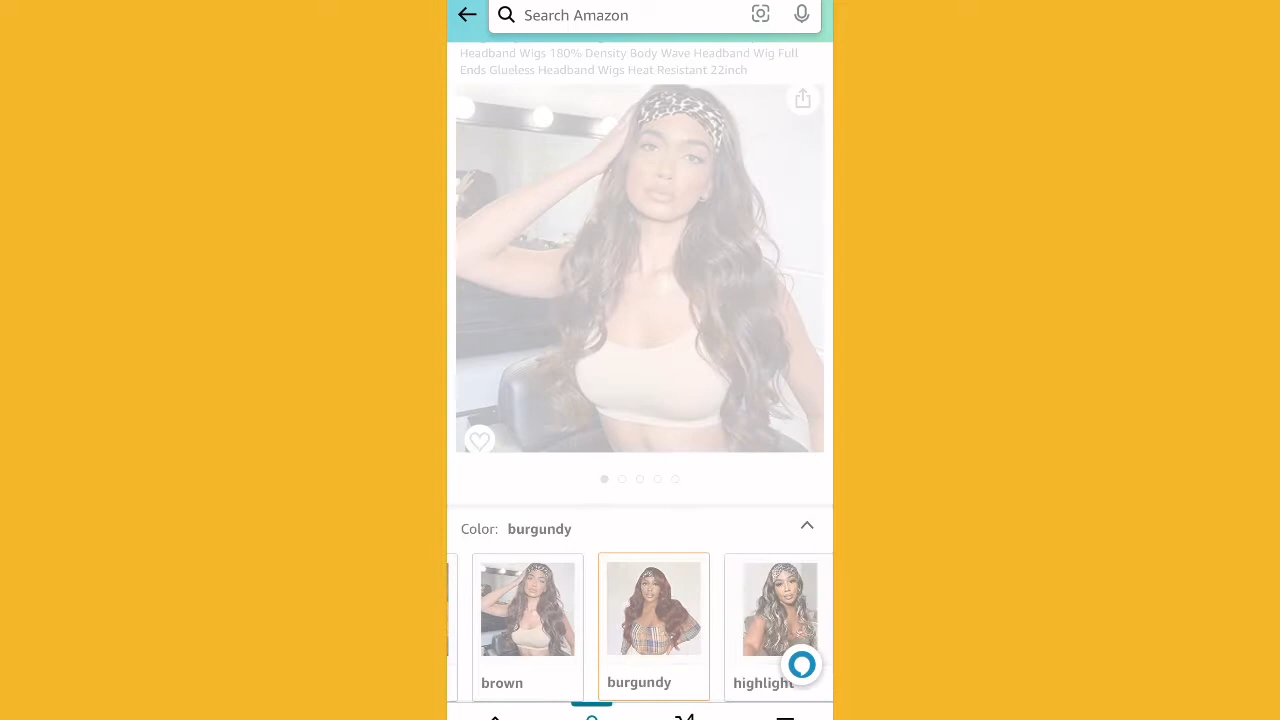 Search Amazon
Headband Wigs 180% Density Body Wave Headband Wig Full
Ends Glueless Headband Wigs Heat Resistant 22inch
Color: burgundy
brown
burgundy
highlight